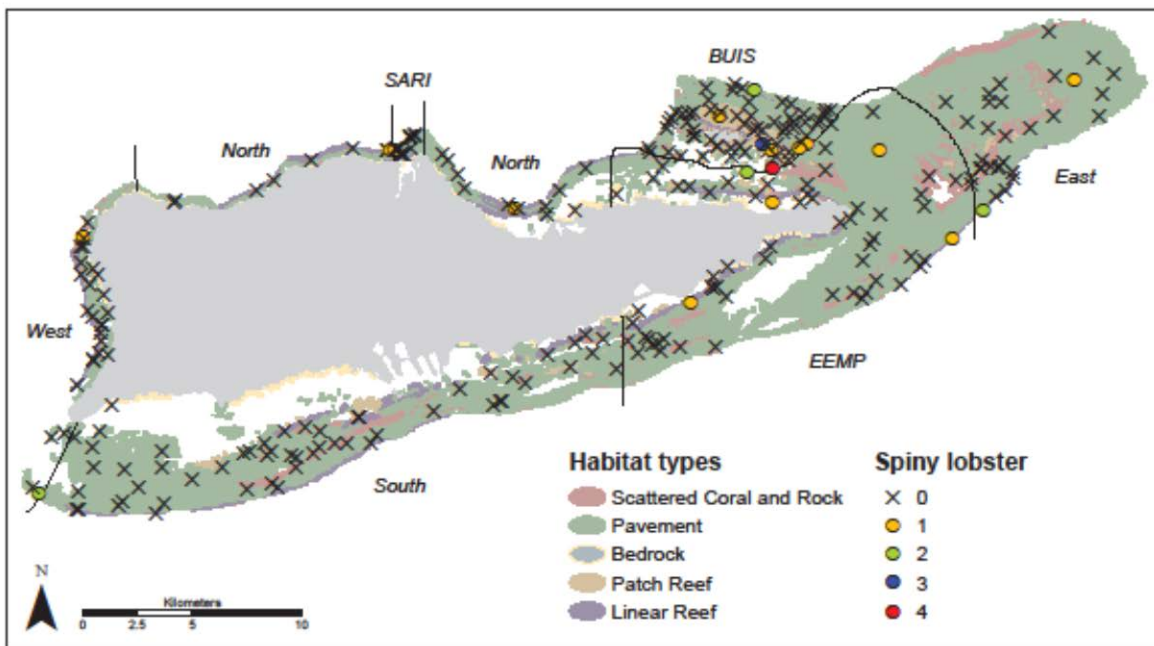 BUIS
SARI
North
North
East
West
EEMP
South
Habitat types
Scattered Coral and Rock
Pavement
Bedrock
Patch Reef
Linear Reef
Spiny lobster
0
1
2
3
4
N
Kilometers
0 2.5 5 10